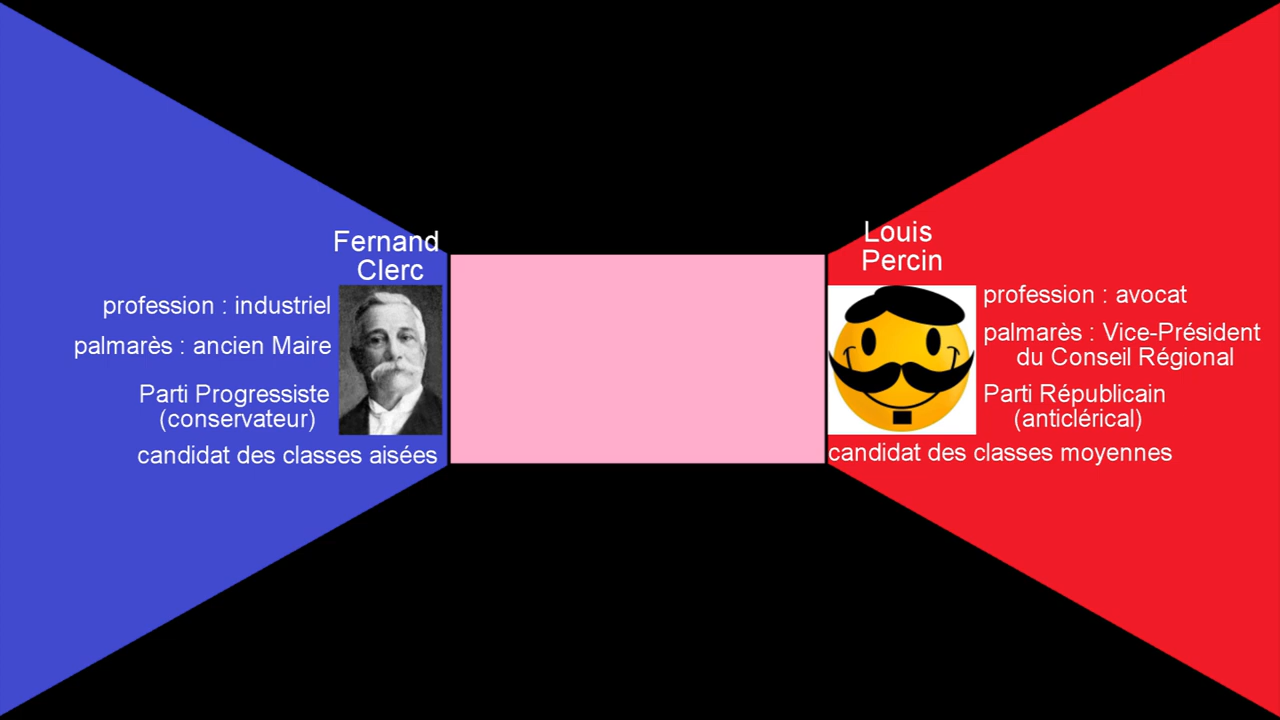 Fernand
Clerc
profession : industriel
palmarès : ancien Maire
Parti Progressiste
(conservateur)
candidat des classes aisées
Louis
Percin
profession : avocat
palmarès : Vice-Président
du Conseil Régional
Parti Républicain
(anticlérical)
candidat des classes moyennes